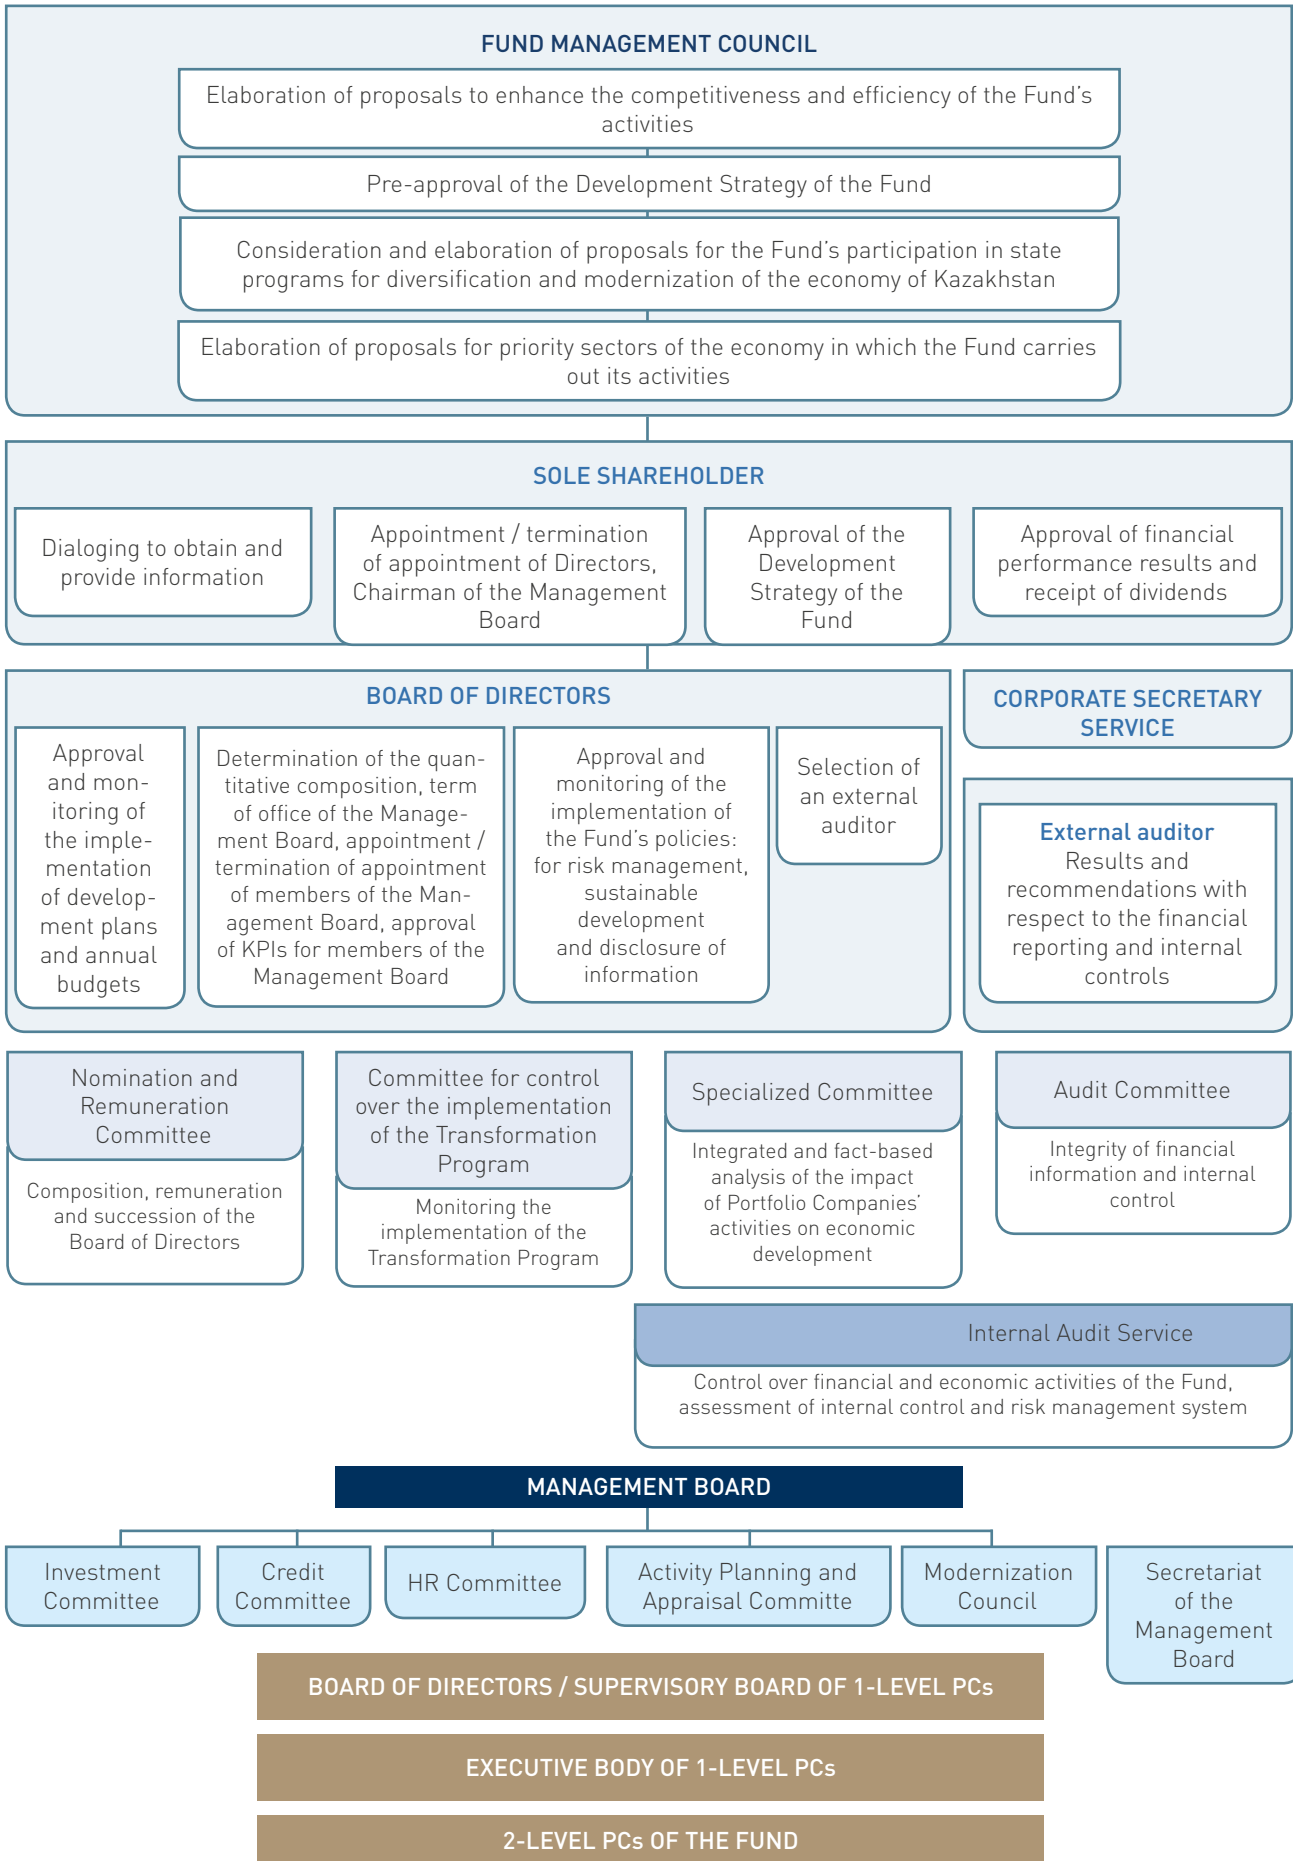 FUND MANAGEMENT COUNCIL
Elaboration of proposals to enhance the competitiveness and efficiency of the Fund's
activities
Pre-approval of the Development Strategy of the Fund
Consideration and elaboration of proposals for the Fund's participation in state
programs for diversification and modernization of the economy of Kazakhstan
Elaboration of proposals for priority sectors of the economy in which the Fund carries
out its activities
SOLE SHAREHOLDER
Dialoging to obtain and
provide information
Appointment / termination
of appointment of Directors,
Chairman of the Management
Board
Approval of the
Development
Strategy of the
Fund
Approval of financial
performance results and
receipt of dividends
BOARD OF DIRECTORS
Approval
and mon-
itoring of
the imple-
mentation
of develop-
ment plans
and annual
budgets
Determination of the quan-
titative composition, term
of office of the Manage-
ment Board, appointment /
termination of appointment
of members of the Man-
agement Board, approval
of KPIs for members of the
Management Board
Approval and
monitoring of the
implementation of
the Fund's policies:
for risk management,
sustainable
development
and disclosure of
information
Selection of
an external
auditor
CORPORATE SECRETARY
SERVICE
External auditor
Results and
recommendations with
respect to the financial
reporting and internal
controls
Nomination and
Remuneration
Committee
Composition, remuneration
and succession of the
Board of Directors
Committee for control
over the implementation
of the Transformation
Program
Monitoring the
implementation of the
Transformation Program
Specialized Committee
Integrated and fact-based
analysis of the impact
of Portfolio Companies'
activities on economic
development
Audit Committee
Integrity of financial
information and internal
control
Internal Audit Service
Control over financial and economic activities of the Fund,
assessment of internal control and risk management system
MANAGEMENT BOARD
Investment
Committee
Credit
Committee
HR Committee
Activity Planning and
Appraisal Committe
Modernization
Council
Secretariat
of the
Management
Board
BOARD OF DIRECTORS / SUPERVISORY BOARD OF 1-LEVEL PCs
EXECUTIVE BODY OF 1-LEVEL PCs
2-LEVEL PCs OF THE FUND